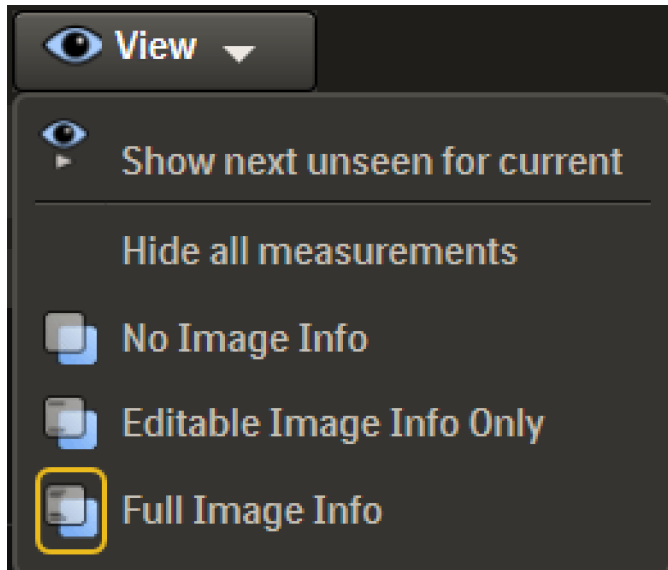 View
Show next unseen for current
Hide all measurements
No Image Info
Editable Image Info Only
Full Image Info